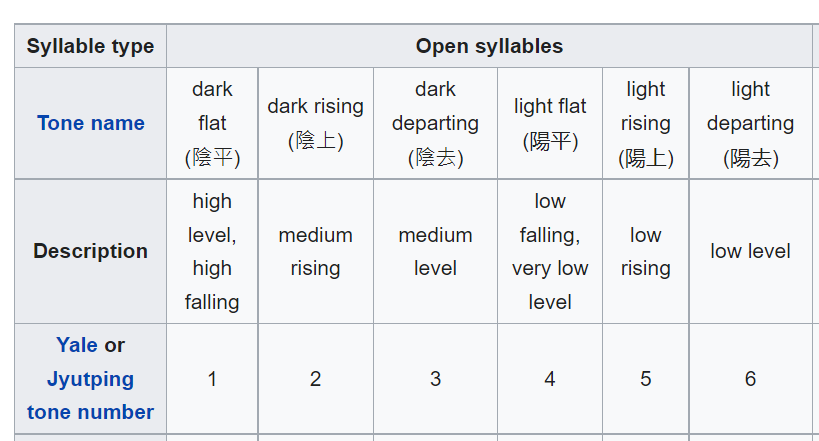 Syllable type
Open syllables
Tone name
dark
flat
(陰平)
dark rising
(陰上)
dark
departing
(陰去)
light flat
(陽平)
light
rising
(陽上)
light
departing
(陽去)
Description
high
level,
high
falling
medium
rising
medium
level
low
falling,
very low
level
low
rising
low level
Yale or
Jyutping
tone number
1
2
3
4
5
6